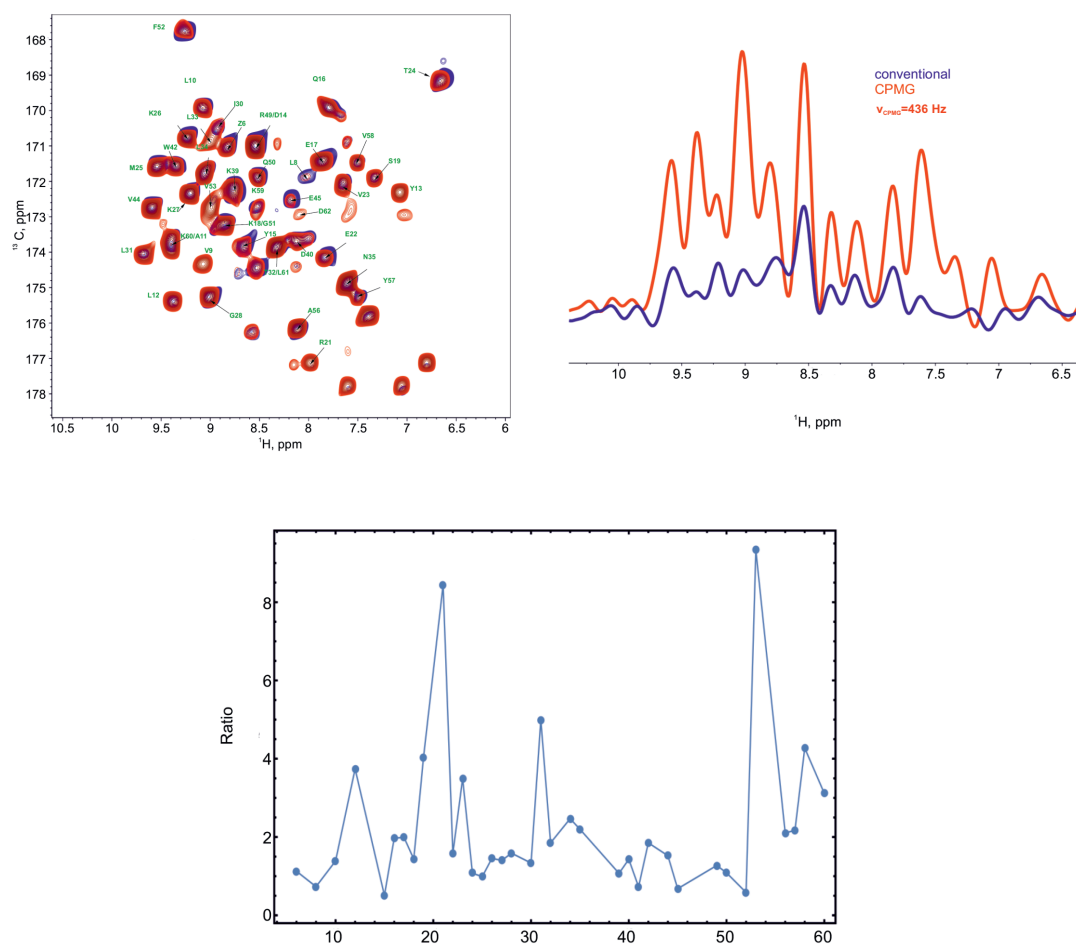 F52
168
169
170
171
172
173
174
175
176
177
178
13 C, ppm
T24
L10
Q16
K26
L33
I30
Z6
R49/D14
V58
W42
E17
S19
M25
Q50
L8
K39
Y13
V53
K59
V23
V44
K27
E45
D62
K18/G51
K60/A11
Y15
E22
L31
V9
D40
32/L61
N35
Y57
L12
G28
A56
R21
10.5 10 9.5 9 8.5 8 7.5 7 6.5 6
1H, ppm
conventional
CPMG
νCPMG=436 Hz
10 9.5 9 8.5 8 7.5 7 6.5
1H, ppm
Ratio
8
6
4
2
0
10 20 30 40 50 60